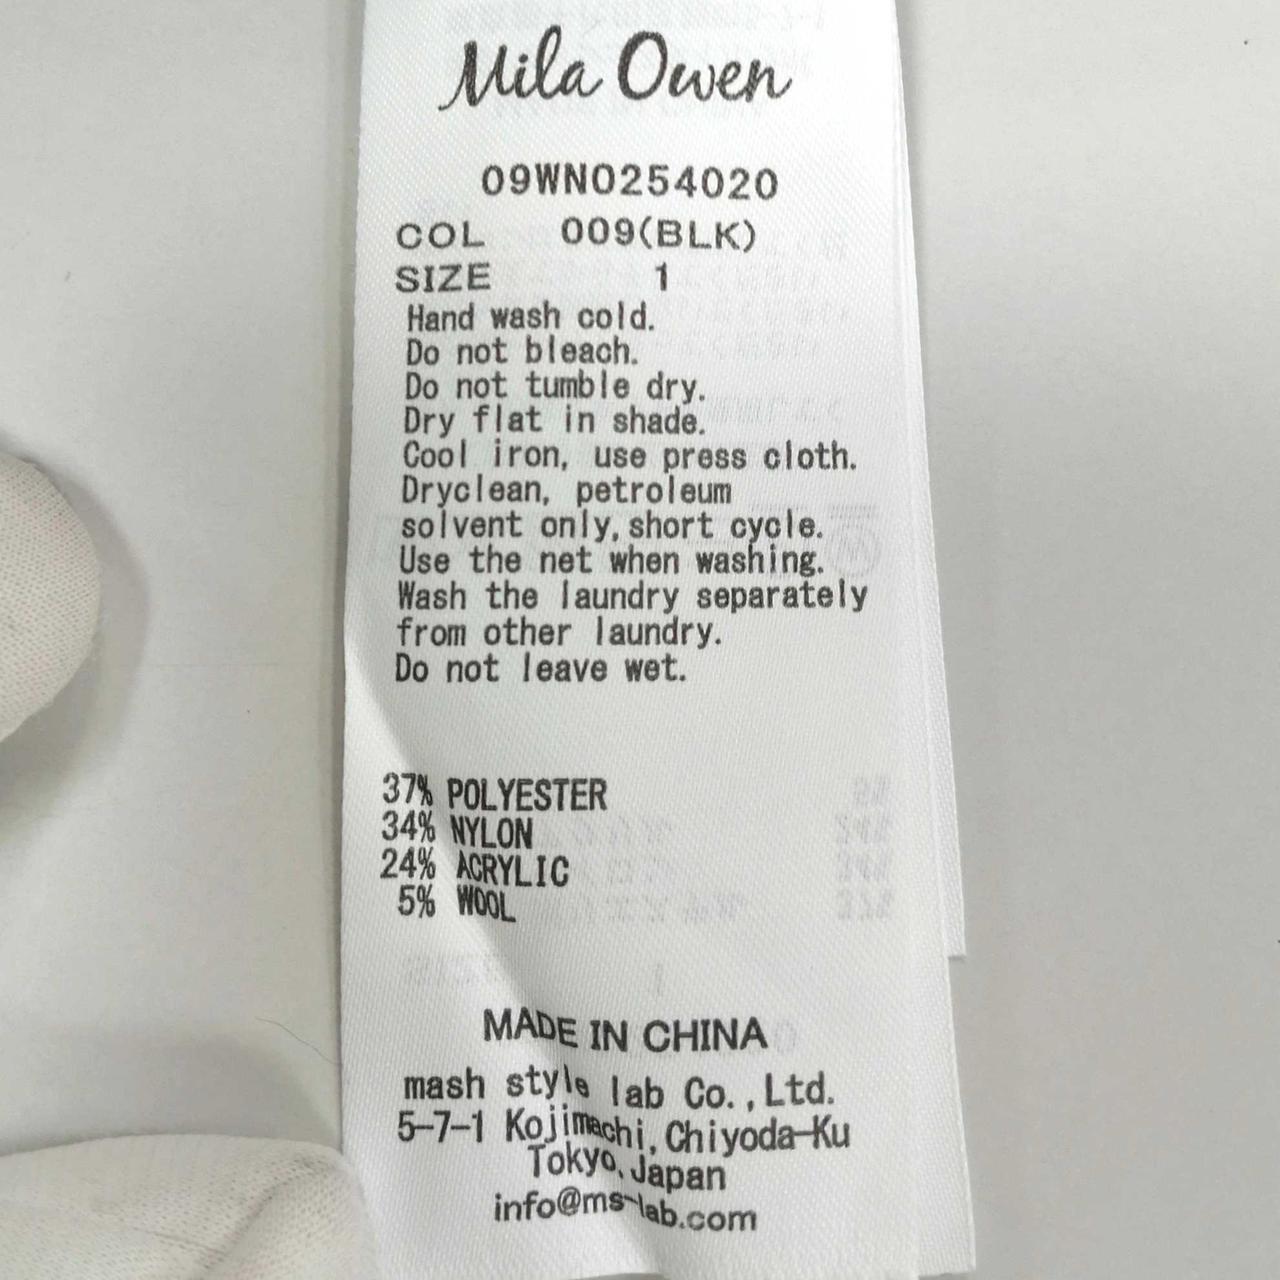 Mila Owen
09WNO254020
COL 009(BLK)
SIZE 1
Hand wash cold.
Do not bleach.
Do not tumble dry.
Dry flat in shade.
Cool iron, use press cloth.
Dryclean, petroleum
solvent only, short cycle.
Use the net when washing.
Wash the laundry separately
from other laundry.
Do not leave wet.
37% POLYESTER
34% NYLON
24% ACRYLIC
5% WOOL
MADE IN CHINA
mash style lab Co., Ltd.
5-7-1 Kojimachi, Chiyoda-Ku
Tokyo, Japan
info@ms-lab.com